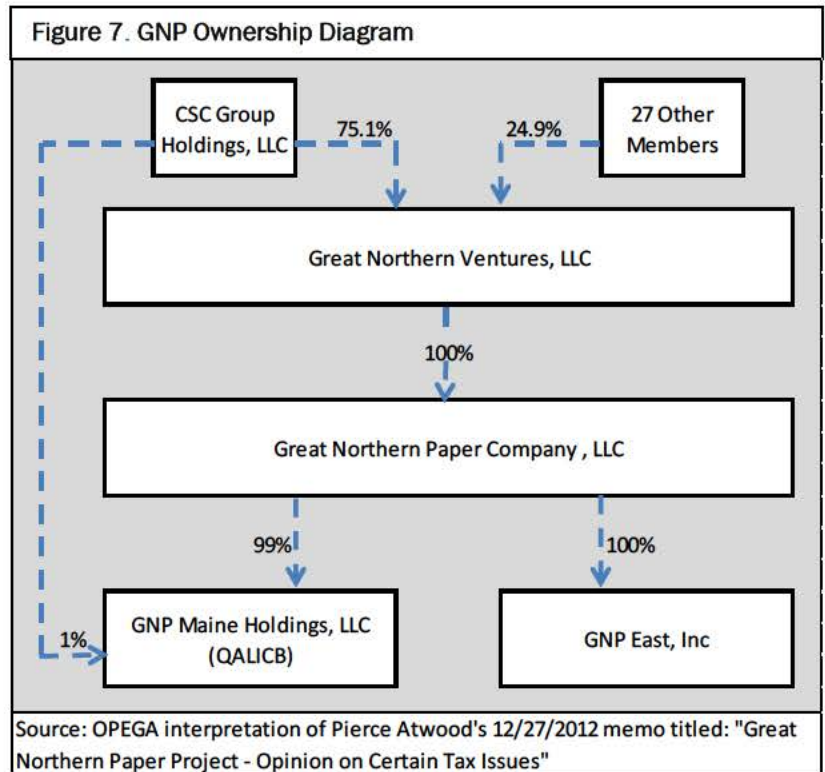 Figure 7. GNP Ownership Diagram
CSC Group
Holdings, LLC
75.1%
24.9%
27 Other
Members
Great Northern Ventures, LLC
100%
Great Northern Paper Company , LLC
99%
100%
GNP Maine Holdings, LLC
(QALICB)
1%
GNP East, Inc
Source: OPEGA interpretation of Pierce Atwood's 12/27/2012 memo titled: "Great
Northern Paper Project - Opinion on Certain Tax Issues"